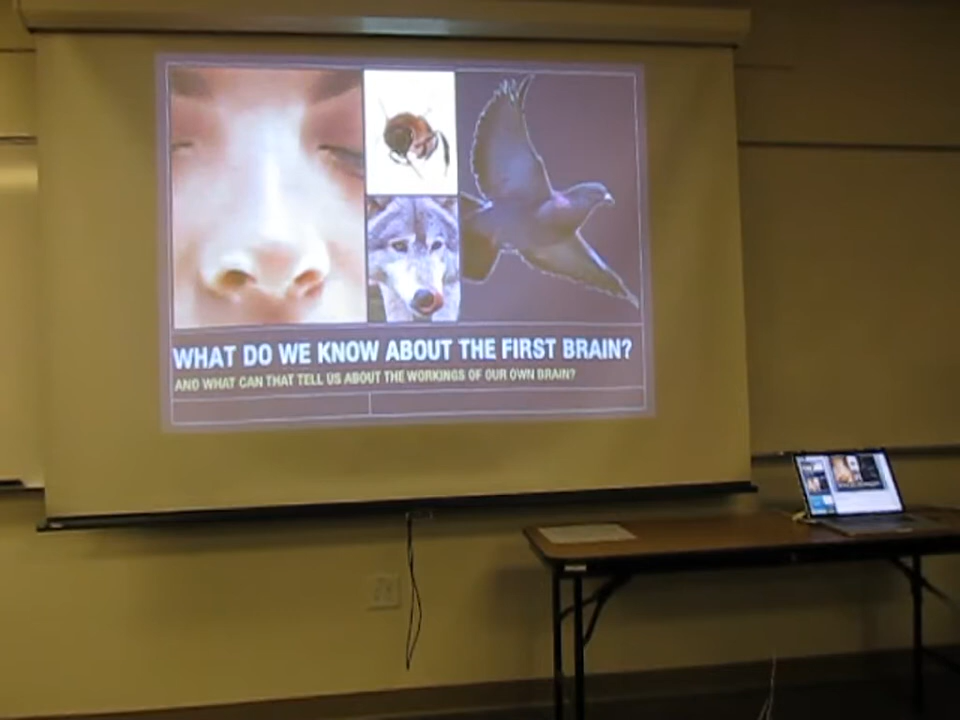 WHAT DO WE KNOW ABOUT THE FIRST BRAIN?
AND WHAT CAN THAT TELL US ABOUT THE WORKINGS OF OUR OWN BRAIN?